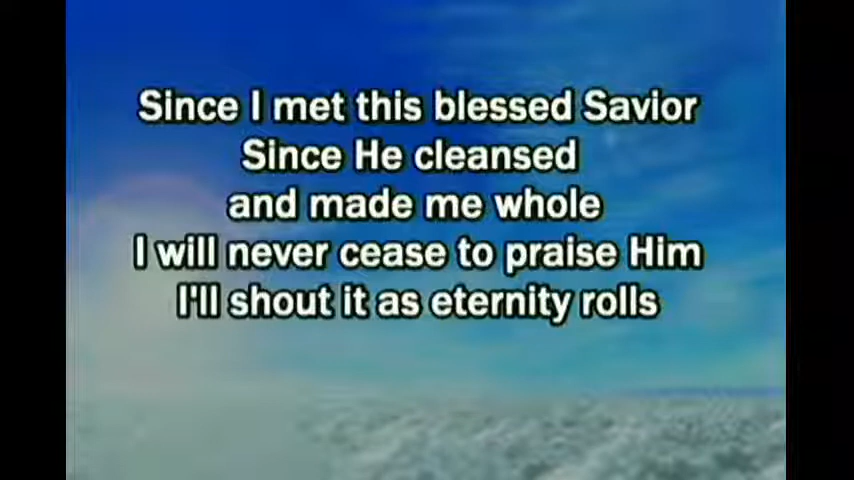 Since I met this blessed Savior
Since He cleansed
and made me whole
I will never cease to praise Him
I'll shout it as eternity rolls